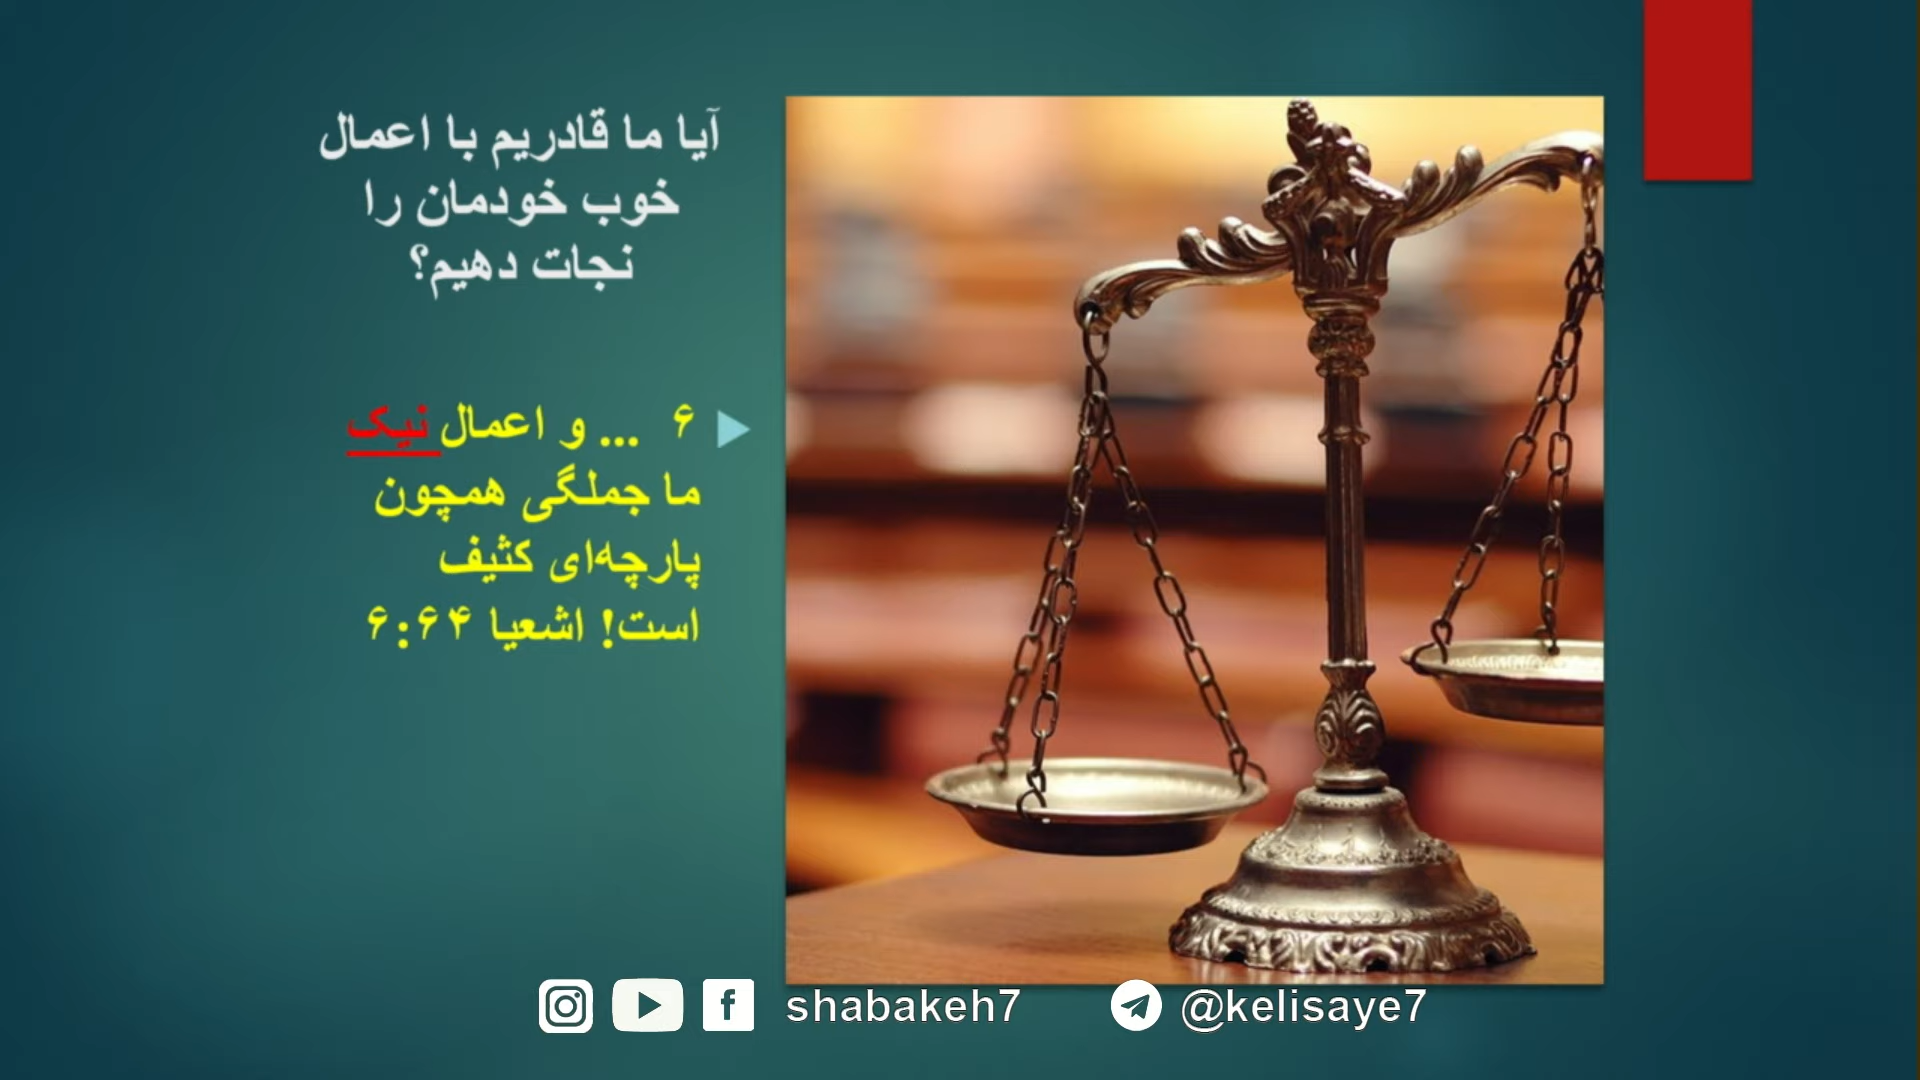 آیا ما قادریم با اعمال
خوب خودمان را
نجات دهیم؟
۶ ... و اعمال نیک
ما جملگی همچون
پارچه‌ای کثیف
است! اشعیا ۶:۶۴
shabakeh7
@kelisaye7